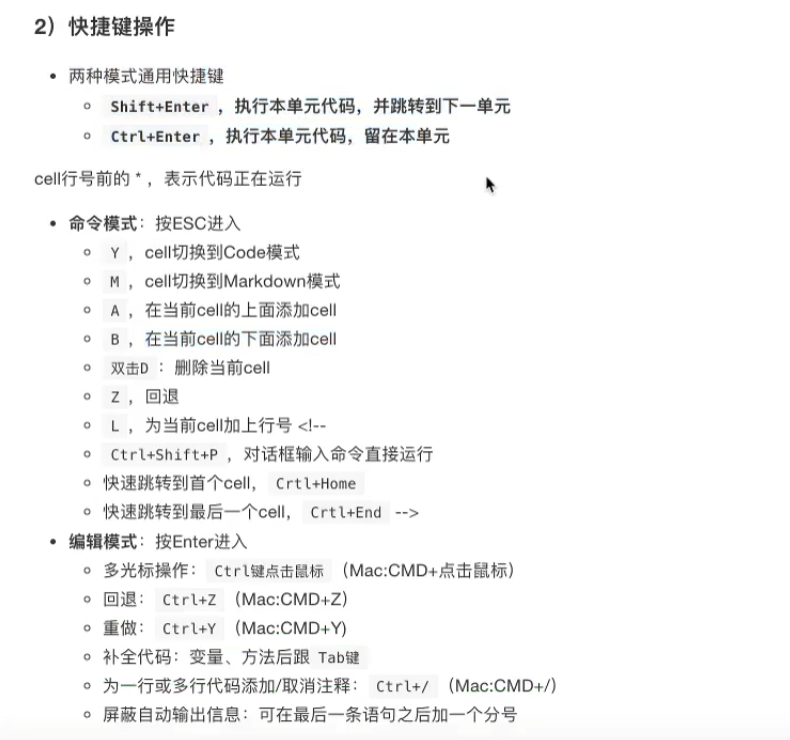 2）快捷键操作
两种模式通用快捷键
Shift+Enter ，执行本单元代码，并跳转到下一单元
Ctrl+Enter ，执行本单元代码，留在本单元
cell行号前的 * ，表示代码正在运行
命令模式：按ESC进入
Y ，cell切换到Code模式
M ，cell切换到Markdown模式
A ，在当前cell的上面添加cell
B ，在当前cell的下面添加cell
双击D ：删除当前cell
Z ，回退
L ，为当前cell加上行号 <!--
Ctrl+Shift+P ，对话框输入命令直接运行
快速跳转到首个cell， Crtl+Home
快速跳转到最后一个cell， Crtl+End -->
编辑模式：按Enter进入
多光标操作： Ctrl键点击鼠标 （Mac:CMD+点击鼠标）
回退： Ctrl+Z （Mac:CMD+Z）
重做： Ctrl+Y （Mac:CMD+Y)
补全代码：变量、方法后跟 Tab键
为一行或多行代码添加/取消注释： Ctrl+/ （Mac:CMD+/）
屏蔽自动输出信息：可在最后一条语句之后加一个分号